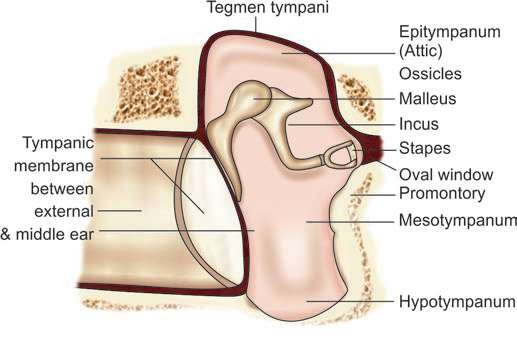 Tegmen tympani
Epitympanum
(Attic)
Ossicles
Malleus
Incus
Stapes
Oval window
Promontory
Mesotympanum
Hypotympanum
Tympanic
membrane
between
external
& middle ear